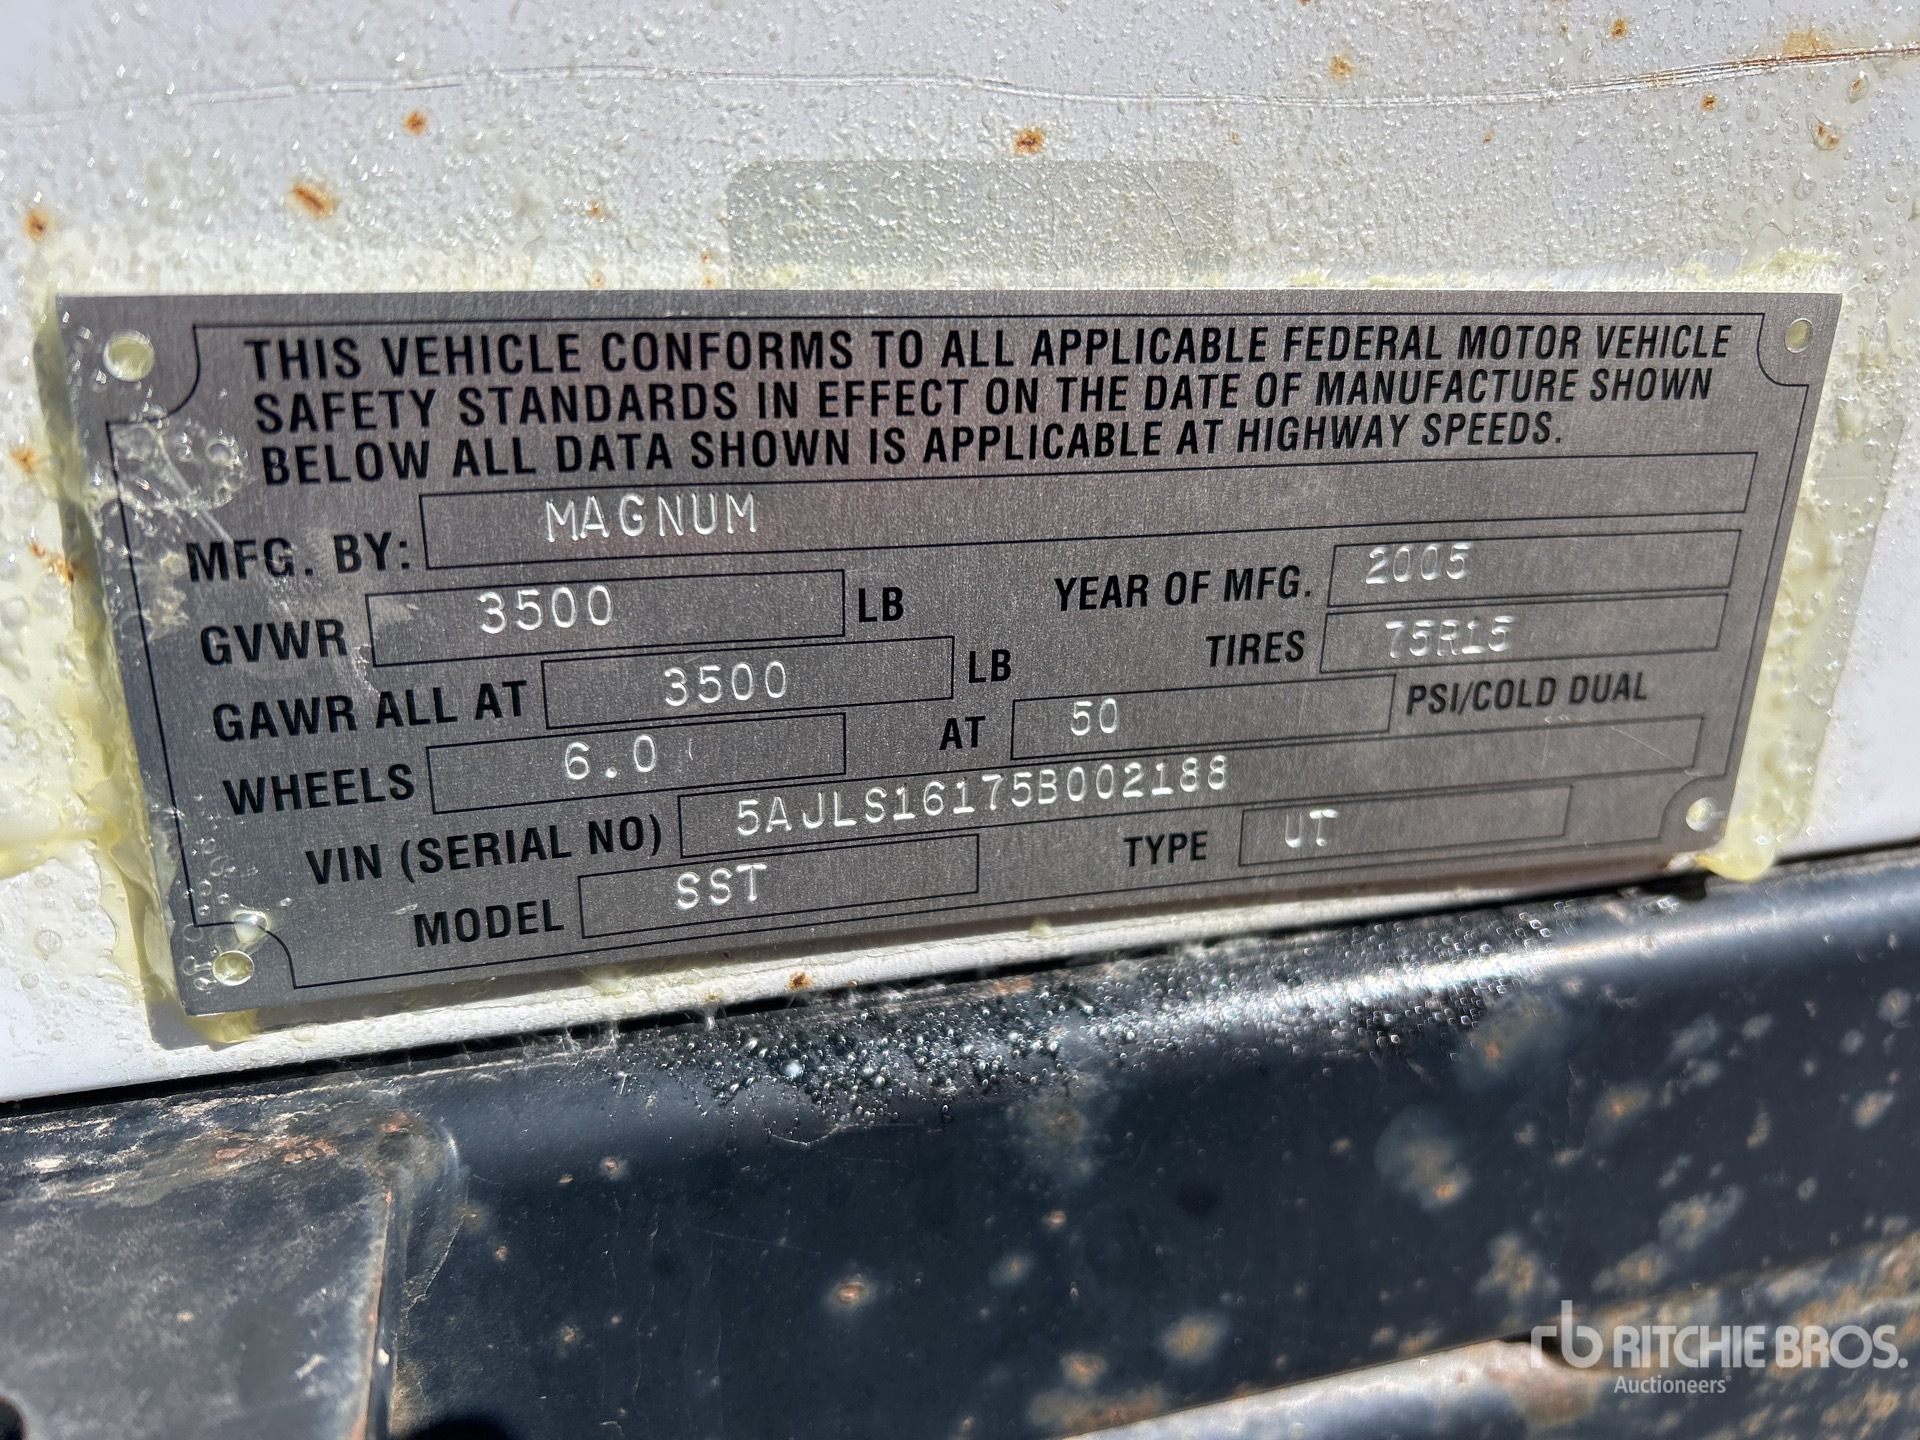 THIS VEHICLE CONFORMS TO ALL APPLICABLE FEDERAL MOTOR VEHICLE
SAFETY STANDARDS IN EFFECT ON THE DATE OF MANUFACTURE SHOWN
BELOW ALL DATA SHOWN IS APPLICABLE AT HIGHWAY SPEEDS.
MFG. BY: MAGNUM
GVWR 3500 LB YEAR OF MFG. 2005
GAWR ALL AT 3500 LB TIRES 75R15
WHEELS 6.0 AT 50 PSI/COLD DUAL
VIN (SERIAL NO) 5AJLS16175B002188
MODEL SST TYPE UT
rb RITCHIE BROS.
Auctioneers